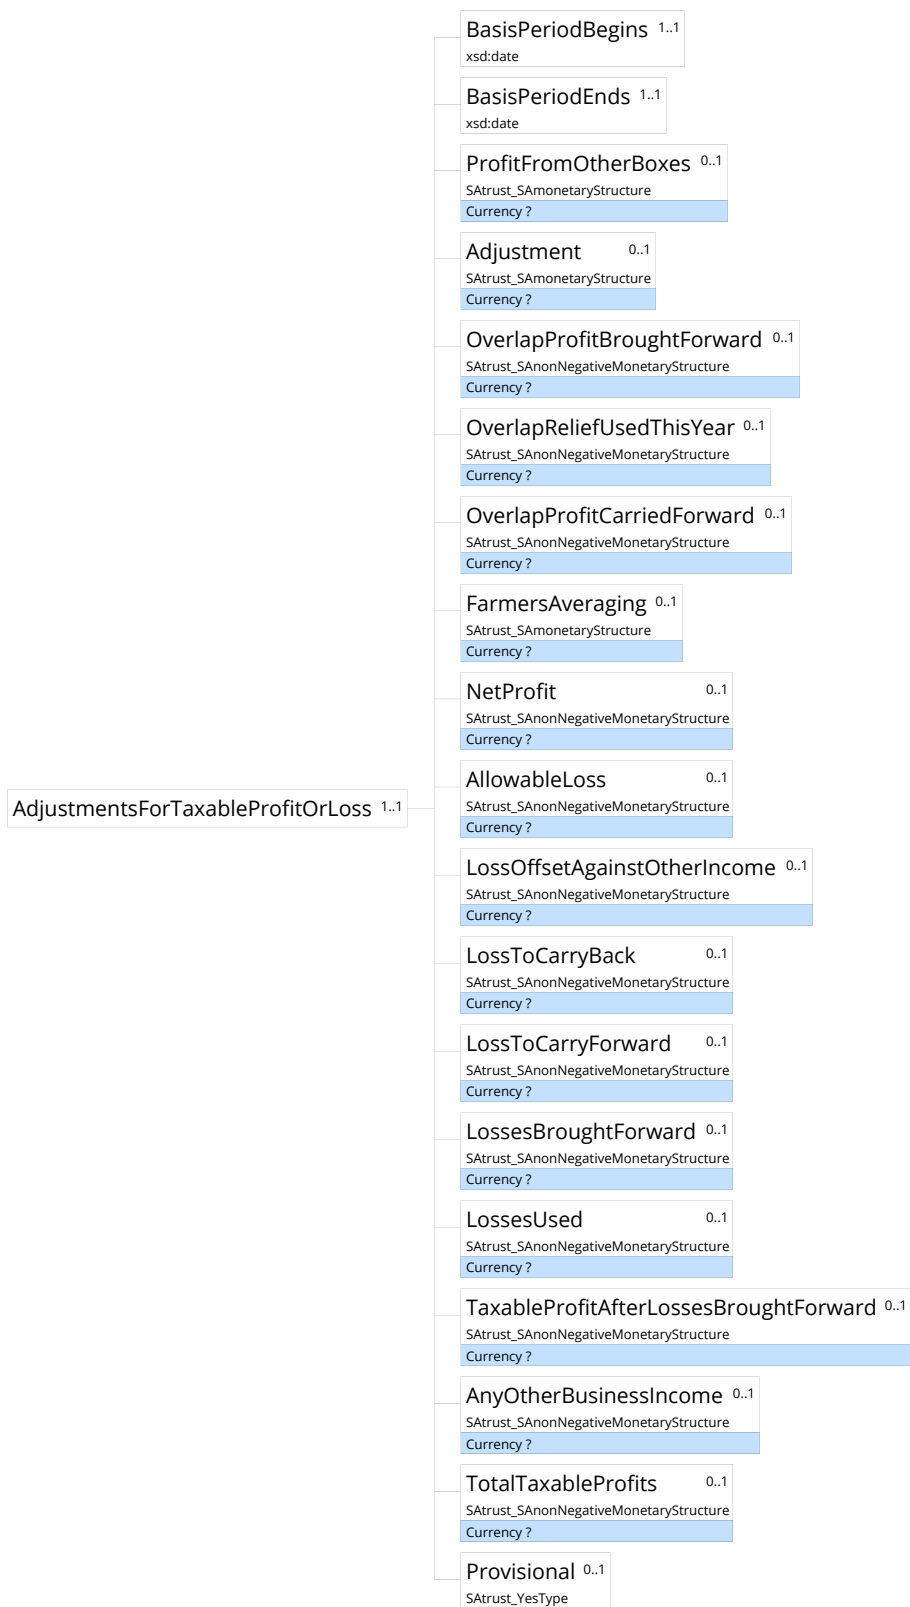 BasisPeriodBegins 1..1
xsd:date
BasisPeriodEnds 1..1
xsd:date
ProfitFromOtherBoxes 0..1
SAtrust_SAmonetaryStructure
Currency ?
Adjustment 0..1
SAtrust_SAmonetaryStructure
Currency ?
OverlapProfitBroughtForward 0..1
SAtrust_SAnonNegativeMonetaryStructure
Currency ?
OverlapReliefUsedThisYear 0..1
SAtrust_SAnonNegativeMonetaryStructure
Currency ?
OverlapProfitCarriedForward 0..1
SAtrust_SAnonNegativeMonetaryStructure
Currency ?
FarmersAveraging 0..1
SAtrust_SAmonetaryStructure
Currency ?
NetProfit 0..1
SAtrust_SAnonNegativeMonetaryStructure
Currency ?
AllowableLoss 0..1
SAtrust_SAnonNegativeMonetaryStructure
Currency ?
AdjustmentsForTaxableProfitOrLoss 1..1
LossOffsetAgainstOtherIncome 0..1
SAtrust_SAnonNegativeMonetaryStructure
Currency ?
LossToCarryBack 0..1
SAtrust_SAnonNegativeMonetaryStructure
Currency ?
LossToCarryForward 0..1
SAtrust_SAnonNegativeMonetaryStructure
Currency ?
LossesBroughtForward 0..1
SAtrust_SAnonNegativeMonetaryStructure
Currency ?
LossesUsed 0..1
SAtrust_SAnonNegativeMonetaryStructure
Currency ?
TaxableProfitAfterLossesBroughtForward 0..1
SAtrust_SAnonNegativeMonetaryStructure
Currency ?
AnyOtherBusinessIncome 0..1
SAtrust_SAnonNegativeMonetaryStructure
Currency ?
TotalTaxableProfits 0..1
SAtrust_SAnonNegativeMonetaryStructure
Currency ?
Provisional 0..1
SAtrust_YesType